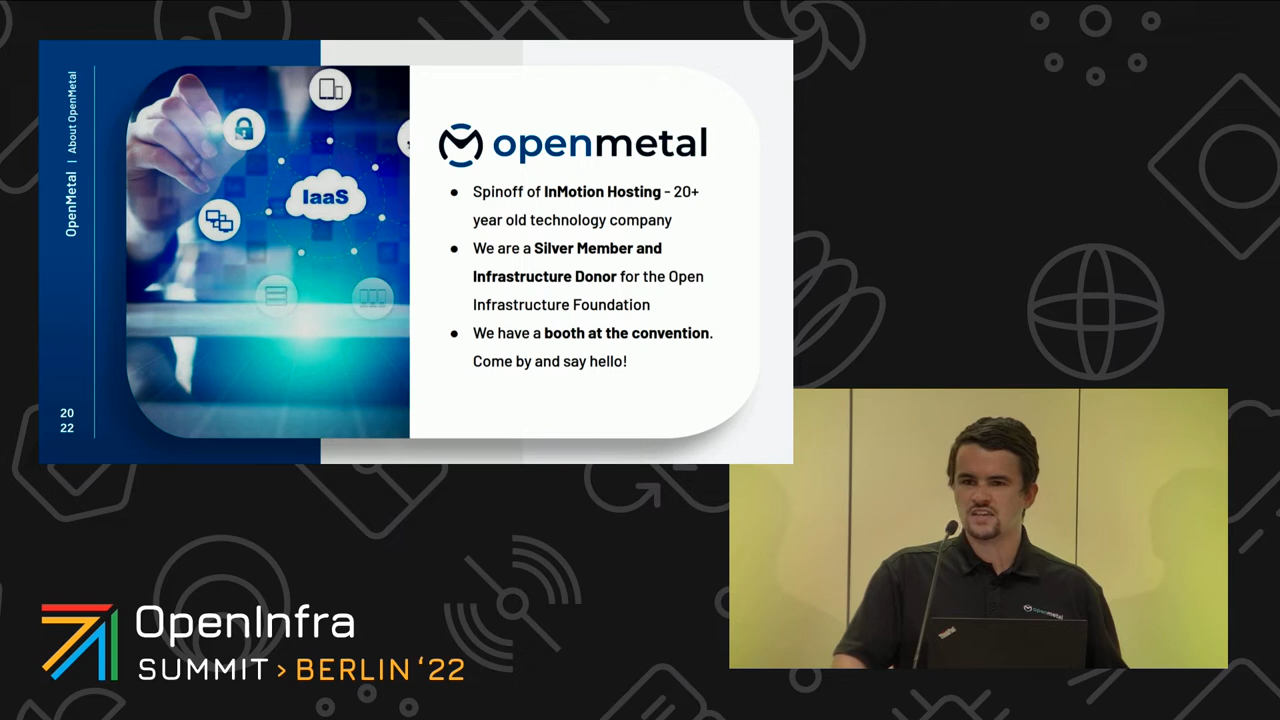 OpenMetal | About OpenMetal
20
22
IaaS
openmetal
● Spinoff of InMotion Hosting - 20+
year old technology company
● We are a Silver Member and
Infrastructure Donor for the Open
Infrastructure Foundation
● We have a booth at the convention.
Come by and say hello!
openmetal
ThinkPad
OpenInfra
SUMMIT > BERLIN ‘22